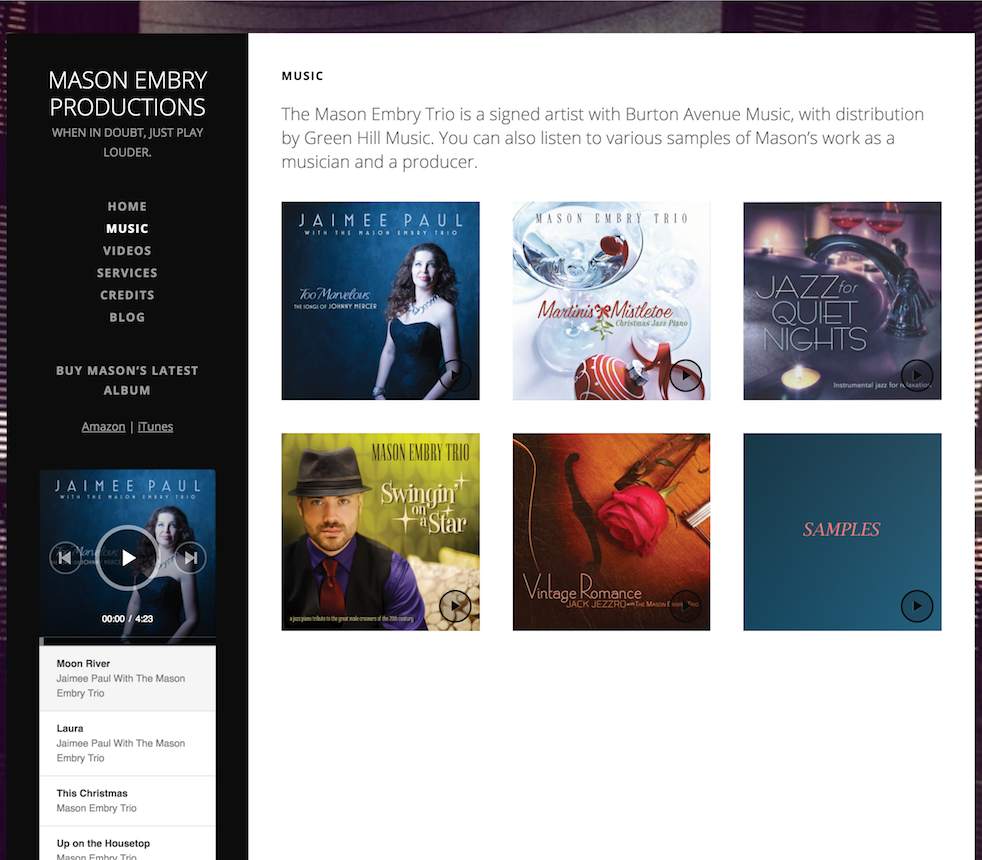 MASON EMBRY
PRODUCTIONS
WHEN IN DOUBT, JUST PLAY
LOUDER.
HOME
MUSIC
VIDEOS
SERVICES
CREDITS
BLOG
BUY MASON'S LATEST
ALBUM
Amazon | iTunes
JAIMEE PAUL
WITH THE MASON EMBRY TRIO
00:00 / 4:23
Moon River
Jaimee Paul With The Mason
Embry Trio
Laura
Jaimee Paul With The Mason
Embry Trio
This Christmas
Mason Embry Trio
Up on the Housetop
Mason Embry Trio
MUSIC
The Mason Embry Trio is a signed artist with Burton Avenue Music, with distribution
by Green Hill Music. You can also listen to various samples of Mason's work as a
musician and a producer.
JAIMEE PAUL
WITH THE MASON EMBRY TRIO
Too Marvelous
THE SONGS OF JOHNNY MERCER
MASON EMBRY TRIO
Martinis & Mistletoe
Christmas Jazz Piano
JAZZ for
QUIET
NIGHTS
Instrumental jazz for relaxation
MASON EMBRY TRIO
Swingin'
on
a Star
a jazz piano tribute to the great male crooners of the 20th century
Vintage Romance
JACK JEZZRO WITH THE MASON EMBRY TRIO
SAMPLES